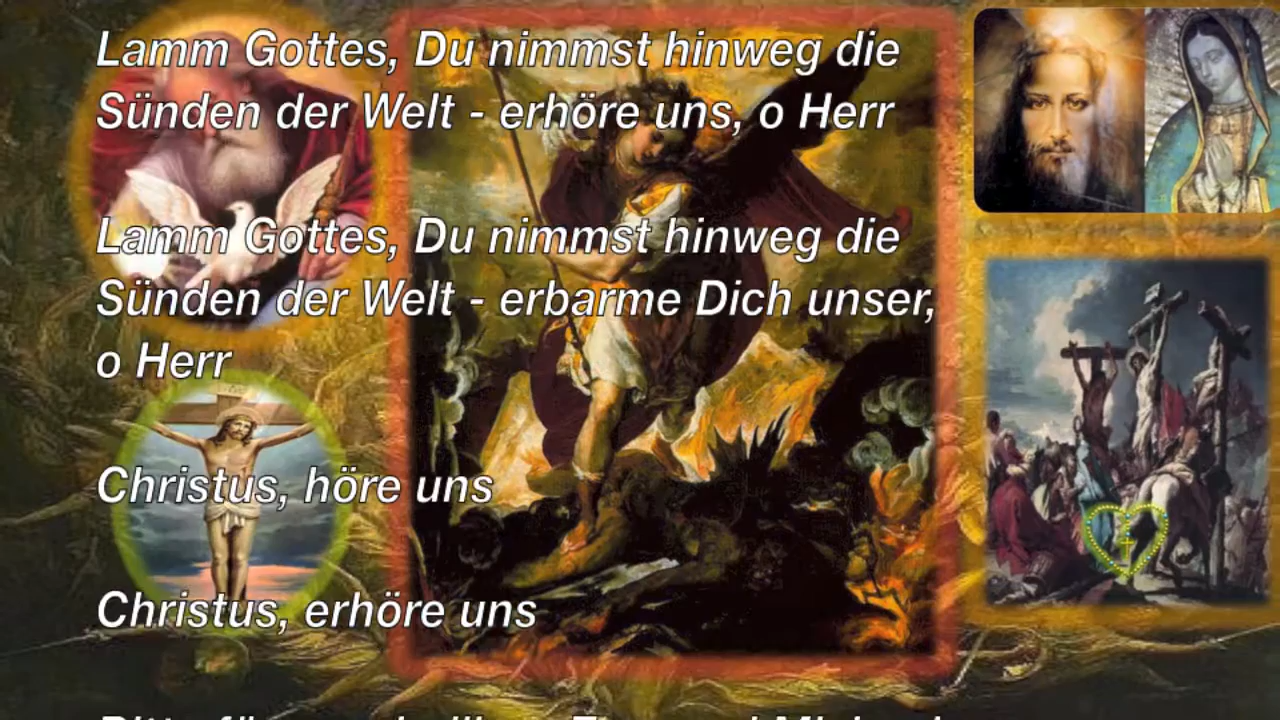 Lamm Gottes, Du nimmst hinweg die
Sünden der Welt - erhöre uns, o Herr
Lamm Gottes, Du nimmst hinweg die
Sünden der Welt - erbarme Dich unser,
o Herr
Christus, höre uns
Christus, erhöre uns